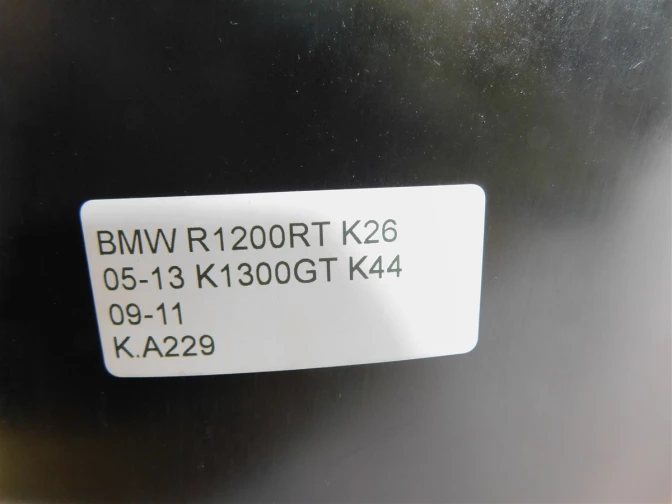 BMW R1200RT K26
05-13 K1300GT K44
09-11
K.A229